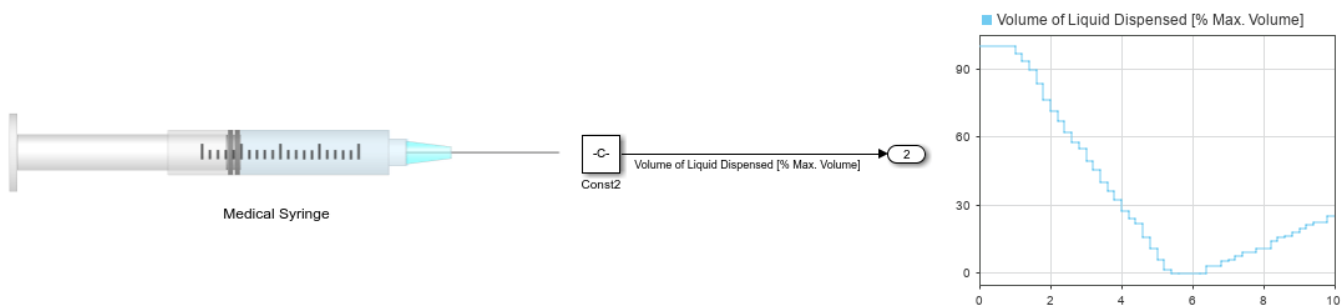 Medical Syringe
-C-
Const2
Volume of Liquid Dispensed [% Max. Volume]
2
Volume of Liquid Dispensed [% Max. Volume]
90
60
30
0
0 2 4 6 8 10